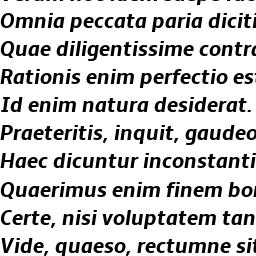 Omnia peccata paria diciti
Quae diligentissime contra
Rationis enim perfectio est
Id enim natura desiderat.
Praeteritis, inquit, gaudeo
Haec dicuntur inconstanti
Quaerimus enim finem bon
Certe, nisi voluptatem tan
Vide, quaeso, rectumne sit